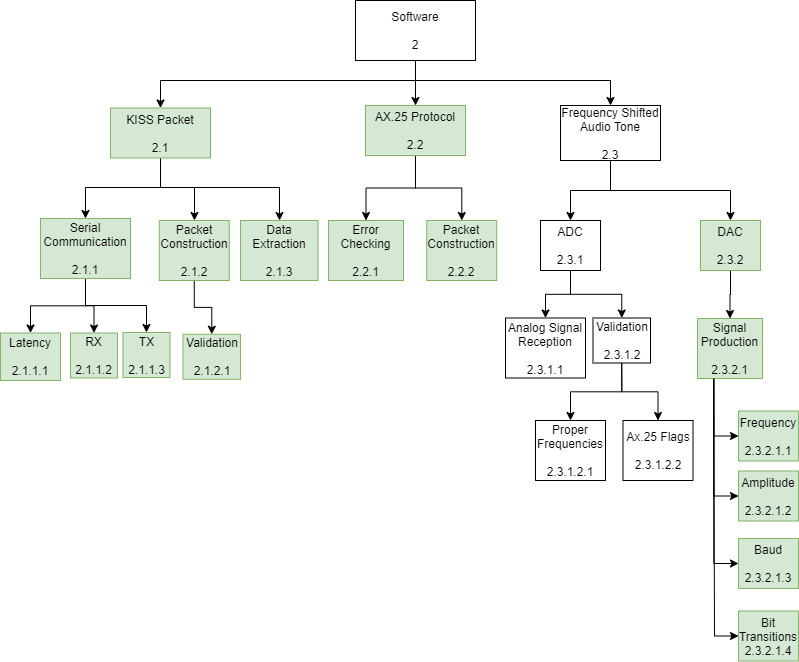 Software
2
KISS Packet
2.1
AX.25 Protocol
2.2
Frequency Shifted
Audio Tone
2.3
Serial
Communication
2.1.1
Packet
Construction
2.1.2
Data
Extraction
2.1.3
Error
Checking
2.2.1
Packet
Construction
2.2.2
ADC
2.3.1
DAC
2.3.2
Latency
2.1.1.1
RX
2.1.1.2
TX
2.1.1.3
Validation
2.1.2.1
Analog Signal
Reception
2.3.1.1
Validation
2.3.1.2
Signal
Production
2.3.2.1
Proper
Frequencies
2.3.1.2.1
Ax.25 Flags
2.3.1.2.2
Frequency
2.3.2.1.1
Amplitude
2.3.2.1.2
Baud
2.3.2.1.3
Bit
Transitions
2.3.2.1.4